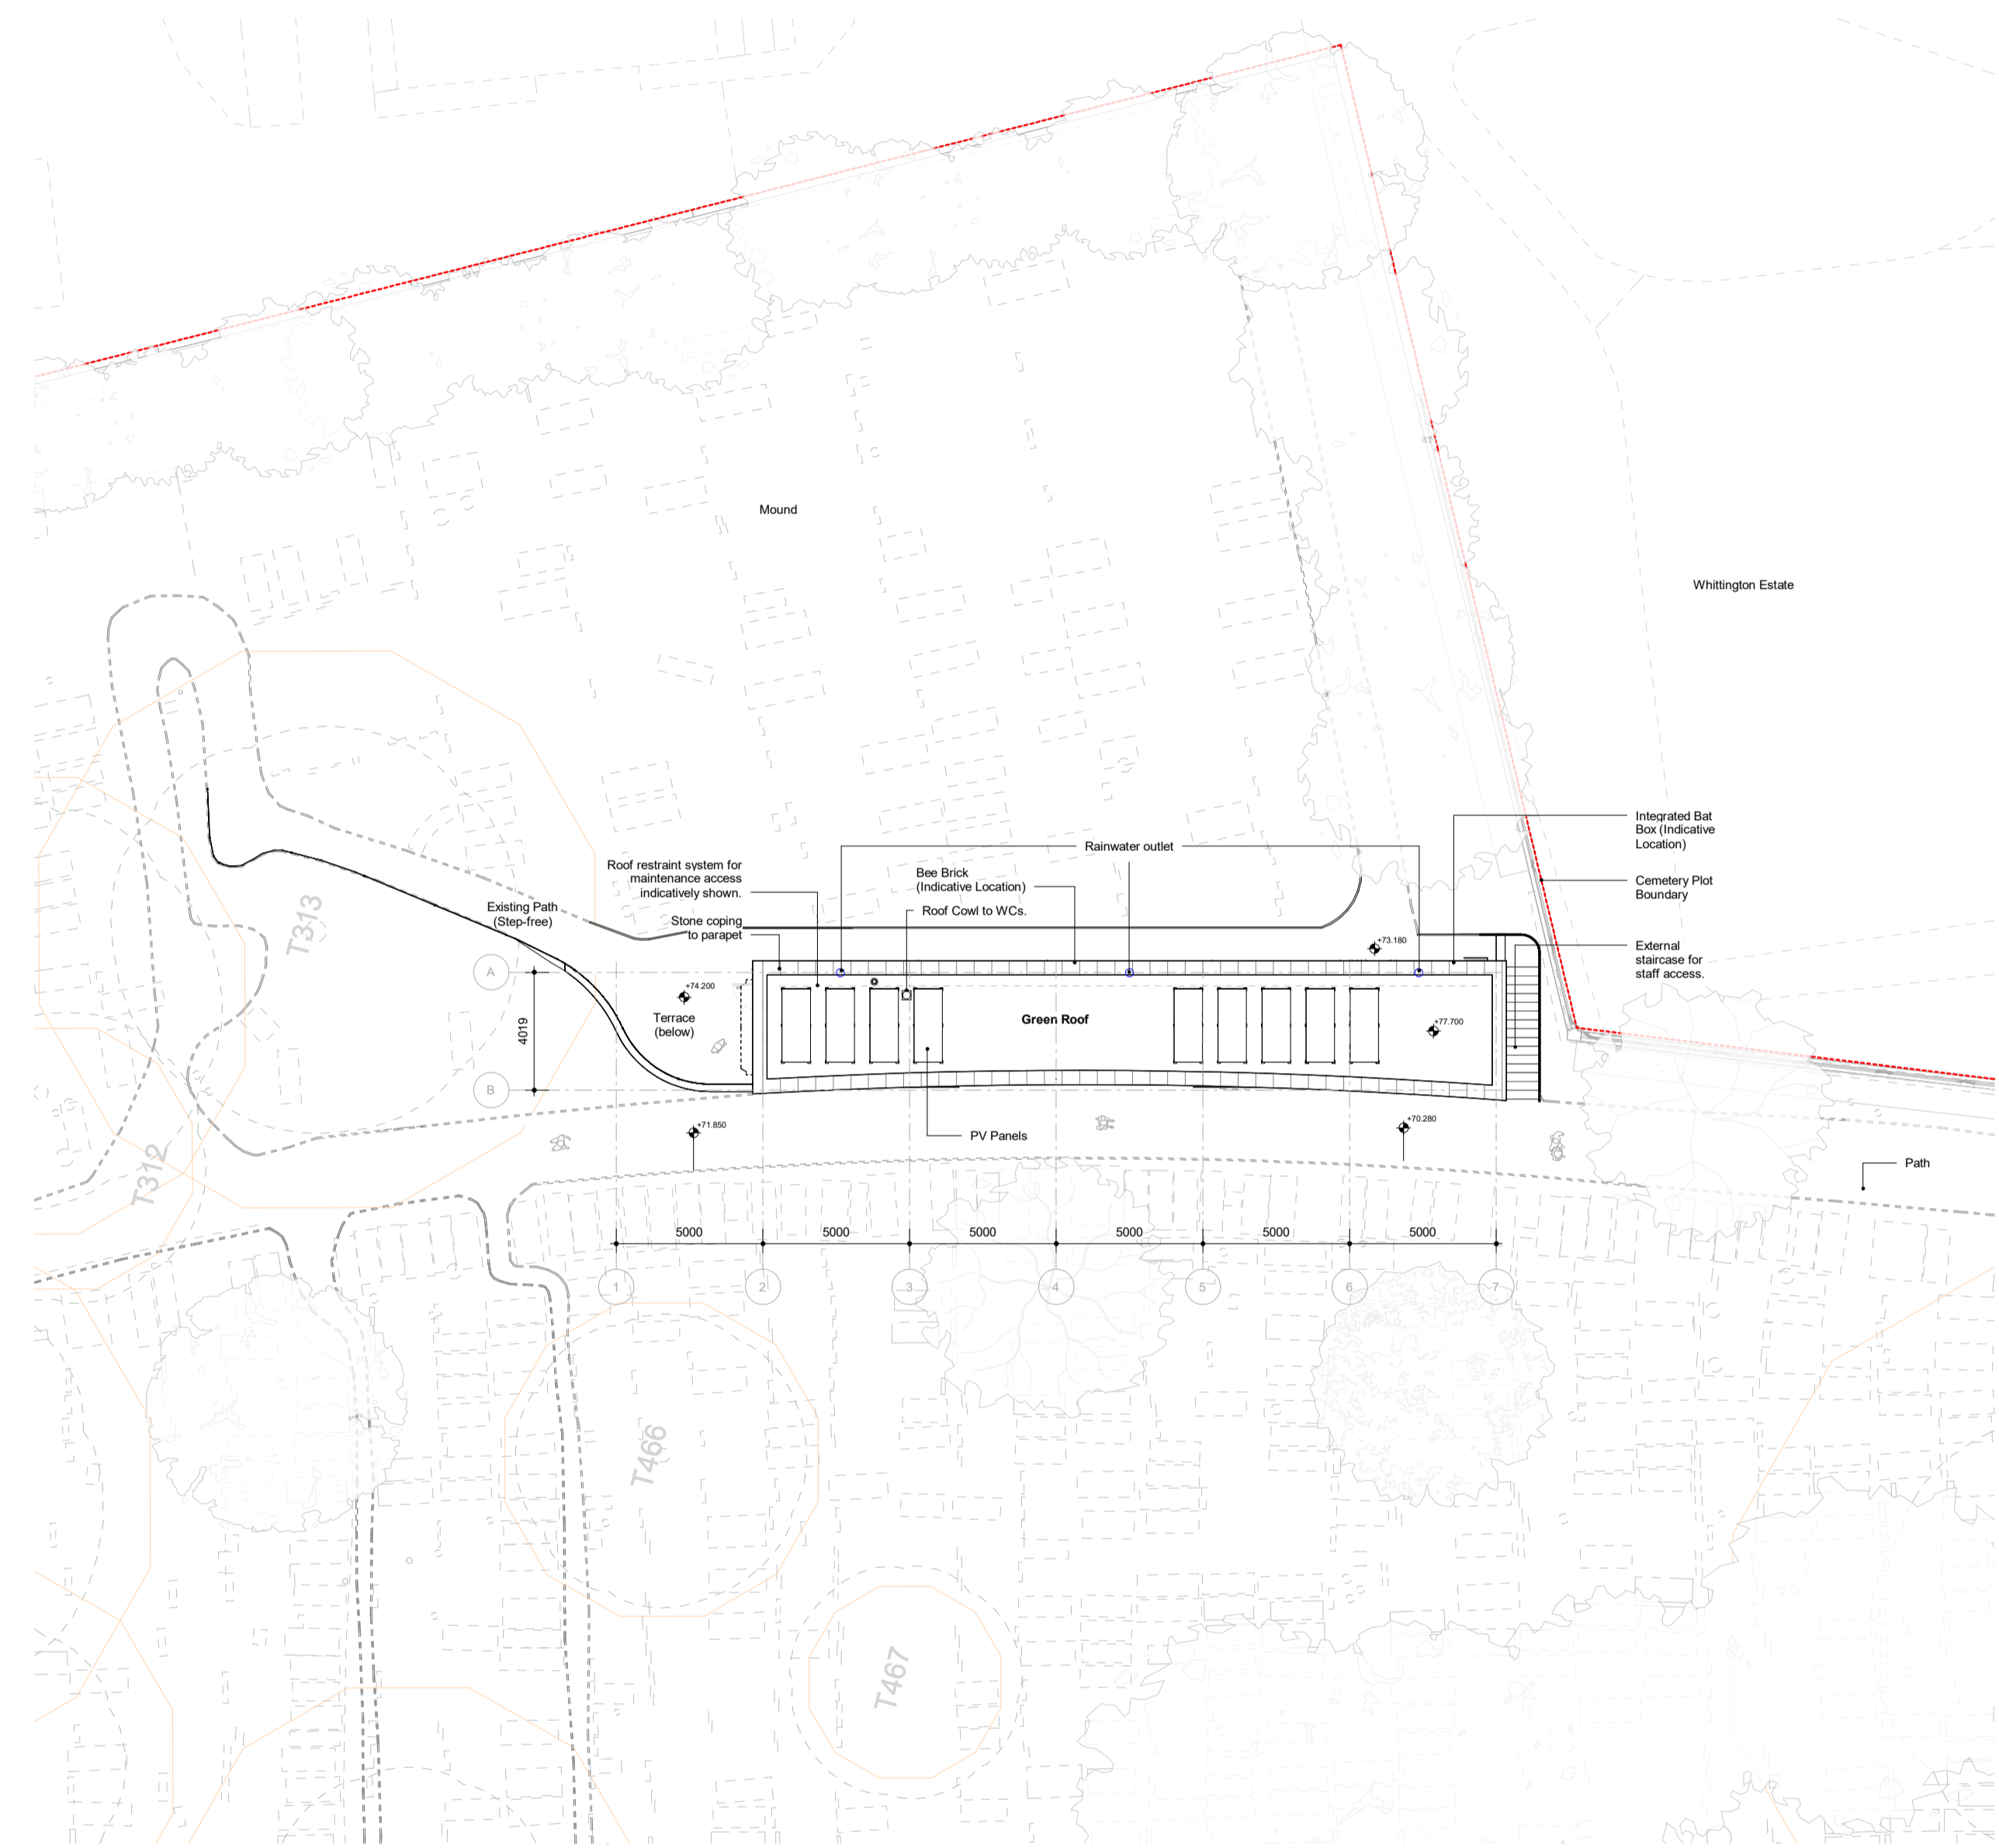 Mound
Whittington Estate
Integrated Bat
Box (Indicative
Location)
Rainwater outlet
Roof restraint system for
maintenance access
indicatively shown.
Bee Brick
(Indicative Location)
Cemetery Plot
Boundary
Existing Path
(Step-free)
Roof Cowl to WCs.
Stone coping
to parapet
T313
+73.180
External
staircase for
staff access.
A
+74.200
Terrace
(below)
Green Roof
+77.700
4019
B
+71.850
+70.280
PV Panels
T312
Path
5000
5000
5000
5000
5000
5000
1
2
3
4
5
6
7
T466
T467